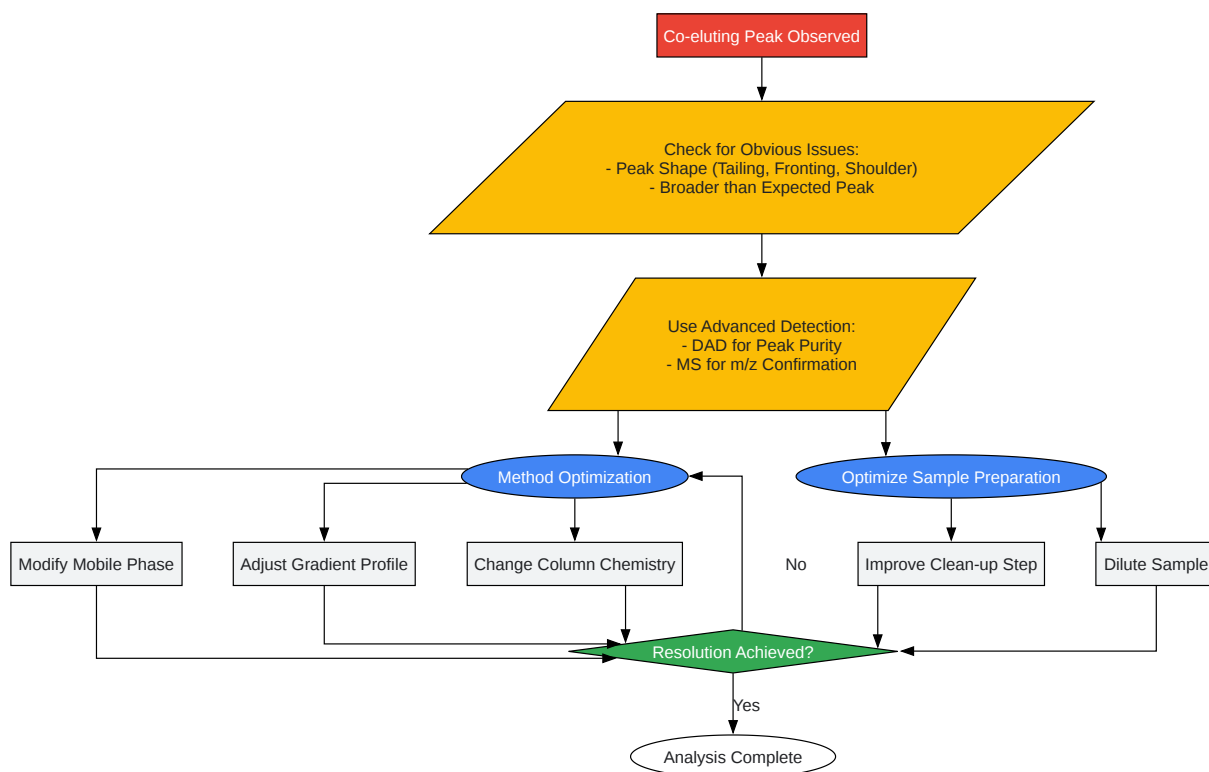 Co-eluting Peak Observed
Check for Obvious Issues:
- Peak Shape (Tailing, Fronting, Shoulder)
- Broader than Expected Peak
Use Advanced Detection:
- DAD for Peak Purity
- MS for m/z Confirmation
Method Optimization
Optimize Sample Preparation
Modify Mobile Phase
Adjust Gradient Profile
Change Column Chemistry
No
Improve Clean-up Step
Dilute Sample
Resolution Achieved?
Yes
Analysis Complete